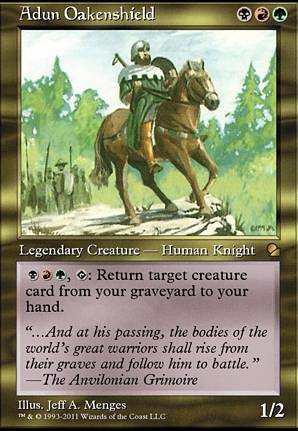 Adun Oakenshield
Legendary Creature — Human Knight
: Return target creature
card from your graveyard to your
hand.
“…And at his passing, the bodies of the
world’s great warriors shall rise from
their graves and follow him to battle.”
—The Anvilonian Grimoire
Illus. Jeff A. Menges
™ & © 1993-2011 Wizards of the Coast LLC
1/2